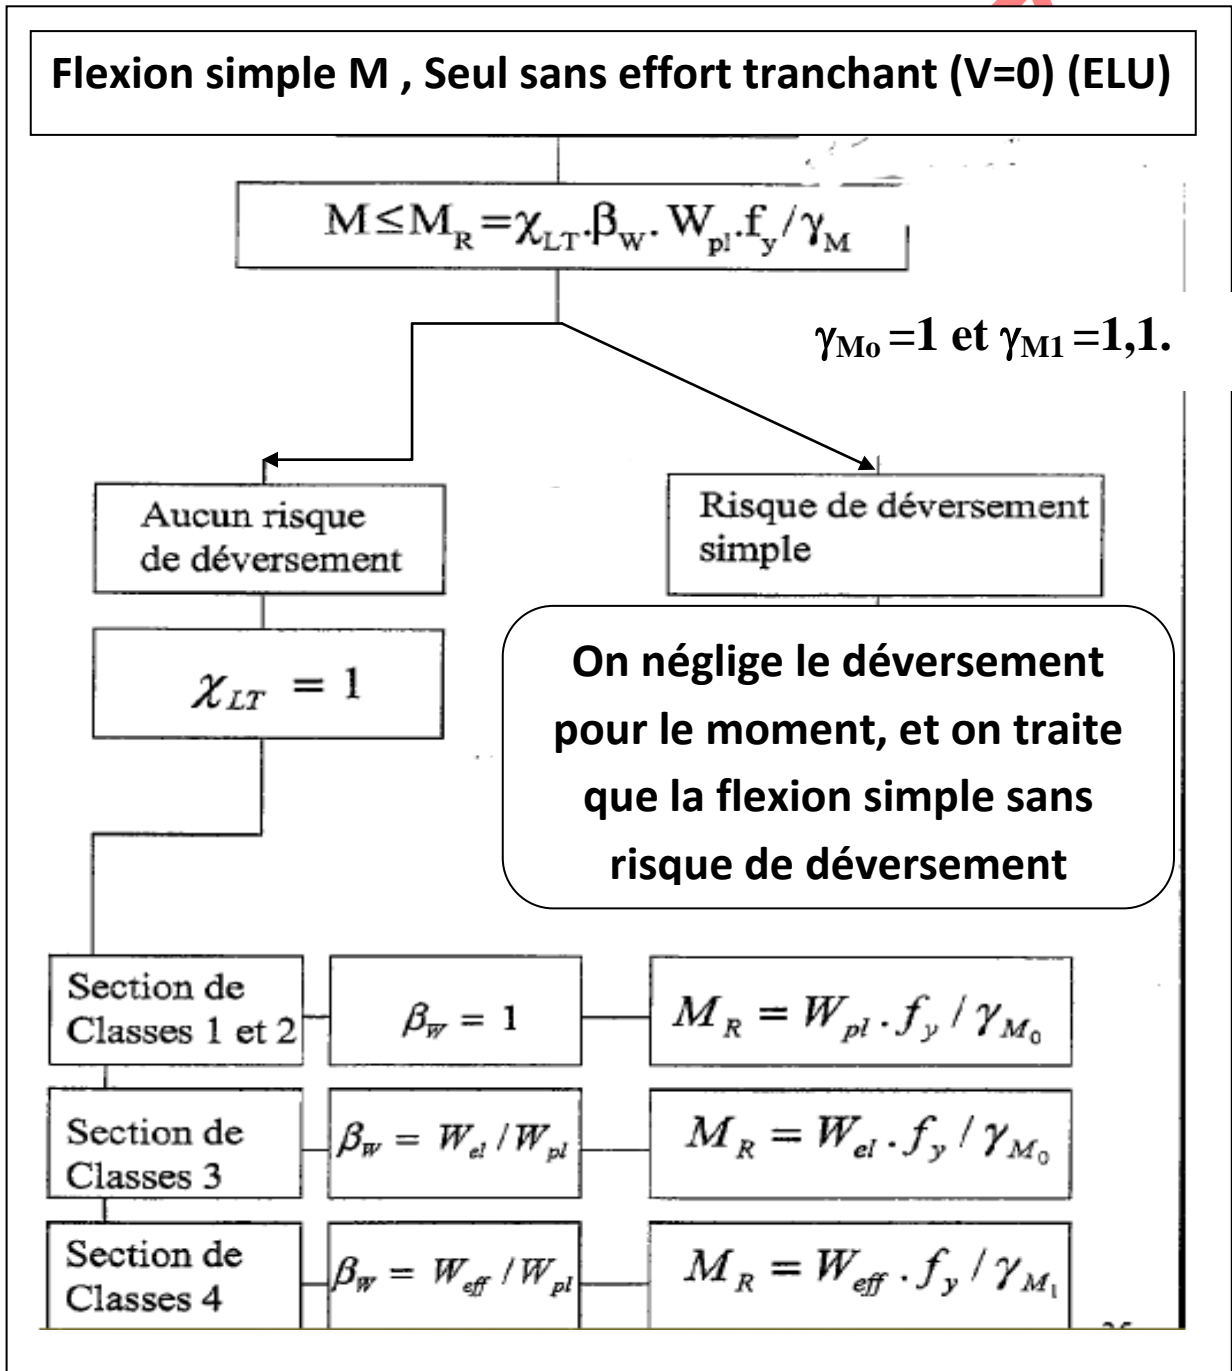 Flexion simple M , Seul sans effort tranchant (V=0) (ELU)
M≤M_R=χ_LT.β_W.W_pl.f_y/γ_M
γ_Mo =1 et γ_M1 =1,1.
Aucun risque
de déversement
Risque de déversement
simple
χ_LT = 1
On néglige le déversement
pour le moment, et on traite
que la flexion simple sans
risque de déversement
Section de
Classes 1 et 2
β_W = 1
M_R = W_pl . f_y / γ_M₀
Section de
Classes 3
β_W = W_el / W_pl
M_R = W_el . f_y / γ_M₀
Section de
Classes 4
β_W = W_eff / W_pl
M_R = W_eff . f_y / γ_M₁